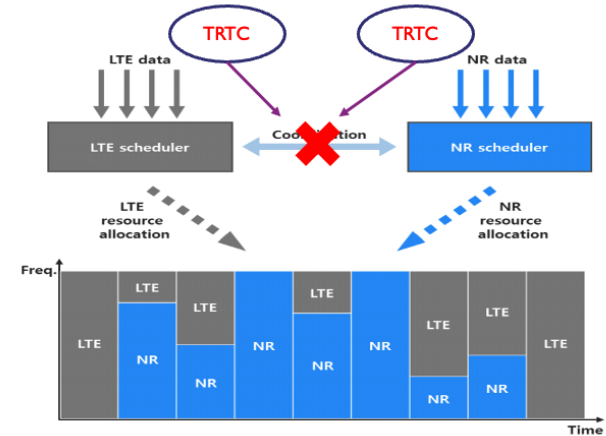 TRTC
TRTC
LTE data
NR data
LTE scheduler
Coordination
NR scheduler
LTE
resource
allocation
NR
resource
allocation
Freq.
LTE
LTE
NR
LTE
NR
NR
LTE
NR
NR
LTE
NR
LTE
NR
LTE
Time